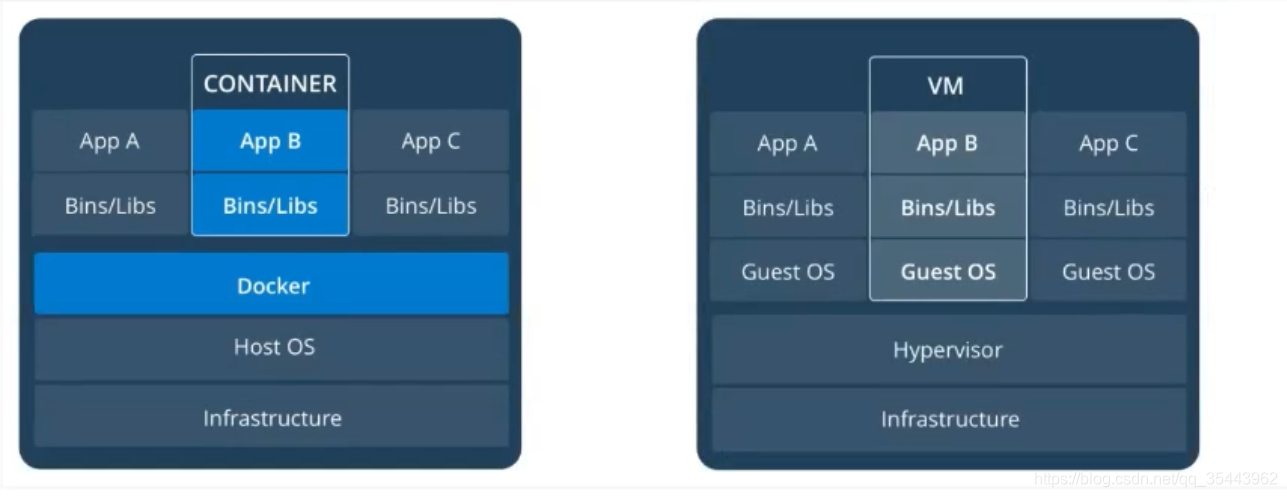 CONTAINER
App A App B App C
Bins/Libs Bins/Libs Bins/Libs
Docker
Host OS
Infrastructure
VM
App A App B App C
Bins/Libs Bins/Libs Bins/Libs
Guest OS Guest OS Guest OS
Hypervisor
Infrastructure
https://blog.csdn.net/qq_35443962